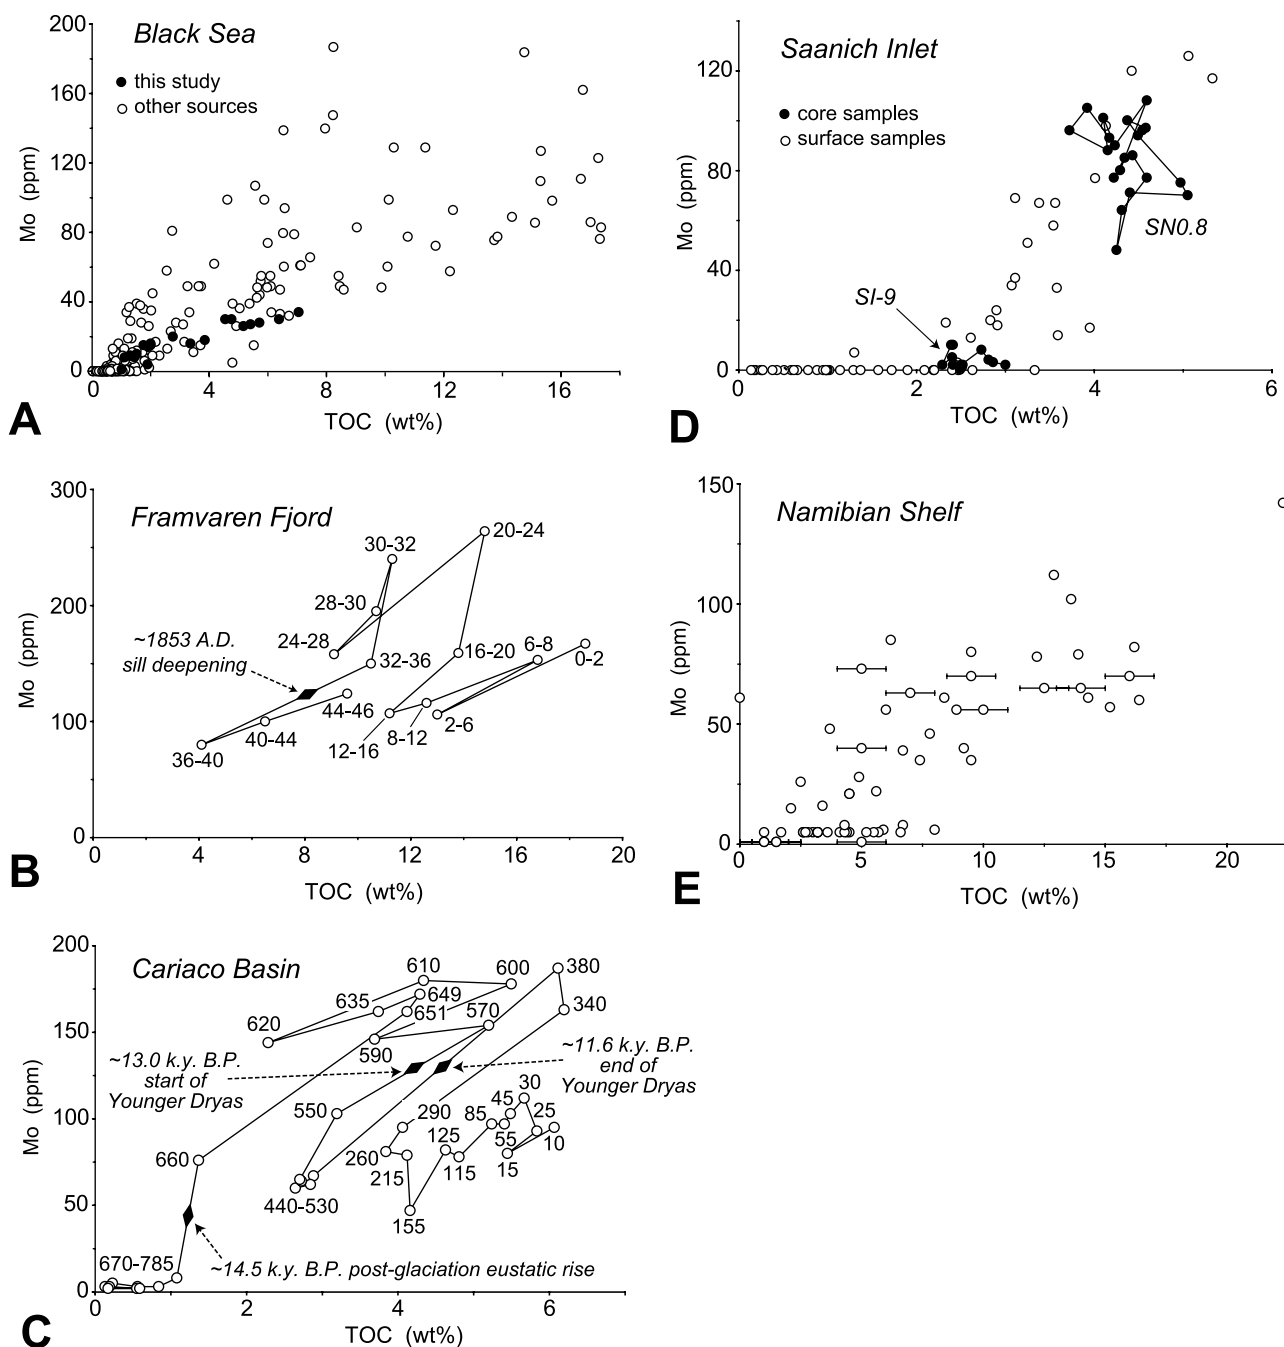 Black Sea
this study
other sources
Mo (ppm)
200
160
120
80
40
0
0
4
8
12
16
TOC (wt%)
A
Saanich Inlet
core samples
surface samples
SN0.8
SI-9
Mo (ppm)
120
80
40
0
0
2
4
6
TOC (wt%)
D
Framvaren Fjord
30-32
20-24
28-30
24-28
~1853 A.D.
sill deepening
32-36
16-20
6-8
0-2
44-46
40-44
36-40
12-16
8-12
2-6
Mo (ppm)
300
200
100
0
0
4
8
12
16
20
TOC (wt%)
B
Namibian Shelf
Mo (ppm)
150
100
50
0
0
5
10
15
20
TOC (wt%)
E
Cariaco Basin
610
600
380
635
649
340
620
651
570
590
~13.0 k.y. B.P.
start of
Younger Dryas
~11.6 k.y. B.P.
end of
Younger Dryas
550
290
125
85
45
30
25
660
260
215
115
55
15
10
440-530
155
670-785
~14.5 k.y. B.P. post-glaciation eustatic rise
Mo (ppm)
200
150
100
50
0
0
2
4
6
TOC (wt%)
C